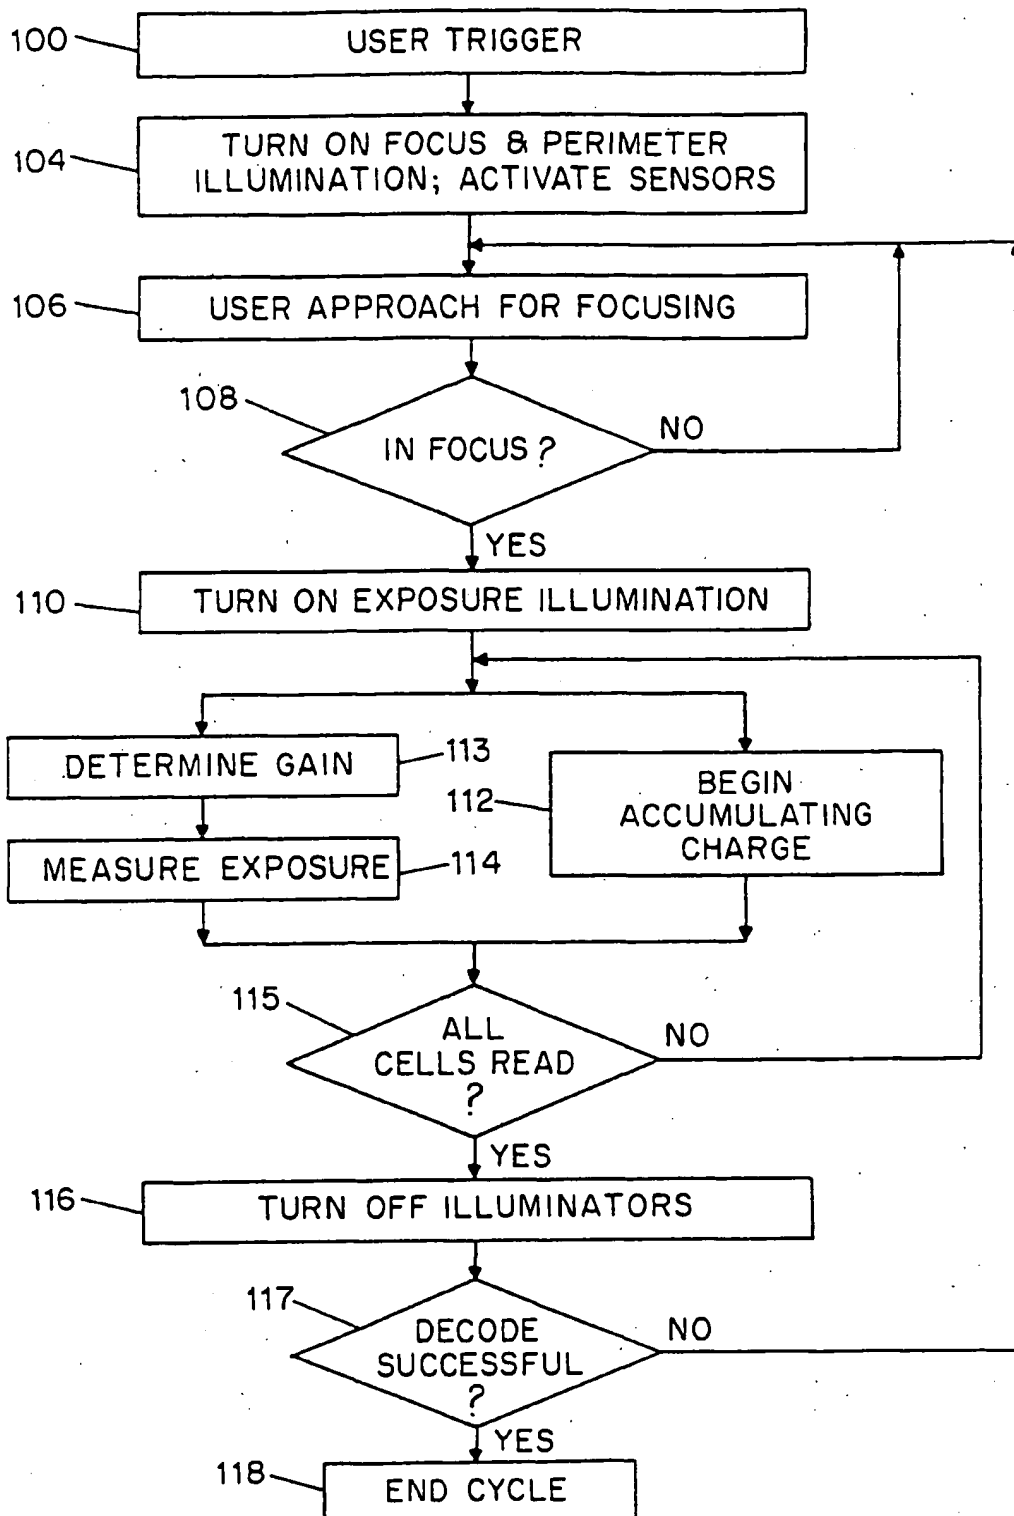 100
USER TRIGGER
104
TURN ON FOCUS & PERIMETER
ILLUMINATION; ACTIVATE SENSORS
106
USER APPROACH FOR FOCUSING
108
IN FOCUS?
NO
YES
110
TURN ON EXPOSURE ILLUMINATION
DETERMINE GAIN
113
112
BEGIN
ACCUMULATING
CHARGE
MEASURE EXPOSURE
114
115
ALL
CELLS READ
?
NO
YES
116
TURN OFF ILLUMINATORS
117
DECODE
SUCCESSFUL
?
NO
YES
118
END CYCLE